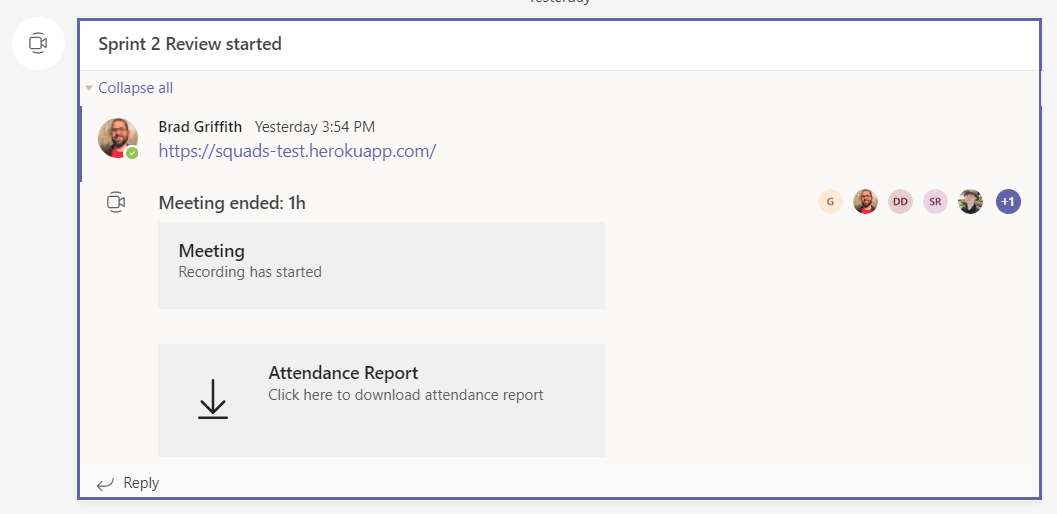 Yesterday
Sprint 2 Review started
Collapse all
Brad Griffith Yesterday 3:54 PM
https://squads-test.herokuapp.com/
Meeting ended: 1h
G DD SR +1
Meeting
Recording has started
Attendance Report
Click here to download attendance report
Reply